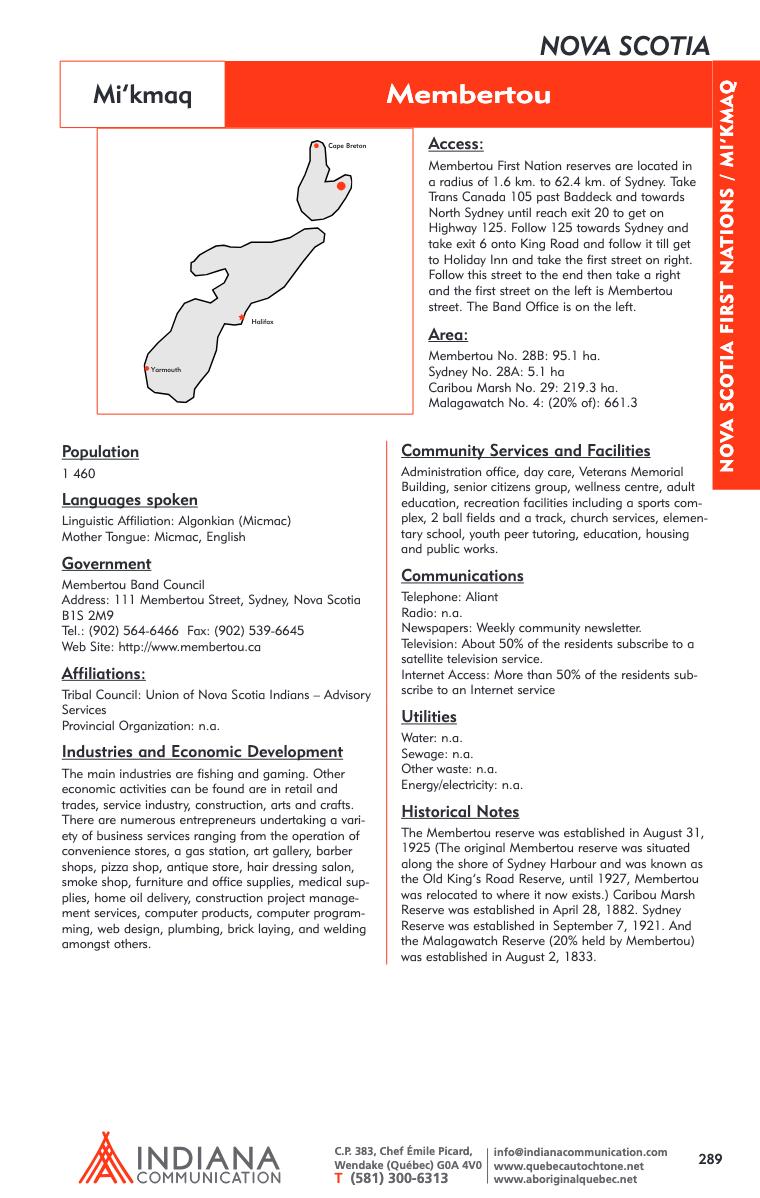 NOVA SCOTIA
Mi’kmaq
Membertou
NOVA SCOTIA FIRST NATIONS / MI’KMAQ
Cape Breton
Halifax
Yarmouth
Access:
Membertou First Nation reserves are located in
a radius of 1.6 km. to 62.4 km. of Sydney. Take
Trans Canada 105 past Baddeck and towards
North Sydney until reach exit 20 to get on
Highway 125. Follow 125 towards Sydney and
take exit 6 onto King Road and follow it till get
to Holiday Inn and take the first street on right.
Follow this street to the end then take a right
and the first street on the left is Membertou
street. The Band Office is on the left.
Area:
Membertou No. 28B: 95.1 ha.
Sydney No. 28A: 5.1 ha
Caribou Marsh No. 29: 219.3 ha.
Malagawatch No. 4: (20% of): 661.3
Population
1 460
Languages spoken
Linguistic Affiliation: Algonkian (Micmac)
Mother Tongue: Micmac, English
Government
Membertou Band Council
Address: 111 Membertou Street, Sydney, Nova Scotia
B1S 2M9
Tel.: (902) 564-6466  Fax: (902) 539-6645
Web Site: http://www.membertou.ca
Affiliations:
Tribal Council: Union of Nova Scotia Indians – Advisory
Services
Provincial Organization: n.a.
Industries and Economic Development
The main industries are fishing and gaming. Other
economic activities can be found are in retail and
trades, service industry, construction, arts and crafts.
There are numerous entrepreneurs undertaking a vari-
ety of business services ranging from the operation of
convenience stores, a gas station, art gallery, barber
shops, pizza shop, antique store, hair dressing salon,
smoke shop, furniture and office supplies, medical sup-
plies, home oil delivery, construction project manage-
ment services, computer products, computer program-
ming, web design, plumbing, brick laying, and welding
amongst others.
Community Services and Facilities
Administration office, day care, Veterans Memorial
Building, senior citizens group, wellness centre, adult
education, recreation facilities including a sports com-
plex, 2 ball fields and a track, church services, elemen-
tary school, youth peer tutoring, education, housing
and public works.
Communications
Telephone: Aliant
Radio: n.a.
Newspapers: Weekly community newsletter.
Television: About 50% of the residents subscribe to a
satellite television service.
Internet Access: More than 50% of the residents sub-
scribe to an Internet service
Utilities
Water: n.a.
Sewage: n.a.
Other waste: n.a.
Energy/electricity: n.a.
Historical Notes
The Membertou reserve was established in August 31,
1925 (The original Membertou reserve was situated
along the shore of Sydney Harbour and was known as
the Old King’s Road Reserve, until 1927, Membertou
was relocated to where it now exists.) Caribou Marsh
Reserve was established in April 28, 1882. Sydney
Reserve was established in September 7, 1921. And
the Malagawatch Reserve (20% held by Membertou)
was established in August 2, 1833.
INDIANA
COMMUNICATION
C.P. 383, Chef Émile Picard,
Wendake (Québec) G0A 4V0
T (581) 300-6313
info@indianacommunication.com
www.quebecautochtone.net
www.aboriginalquebec.net
289